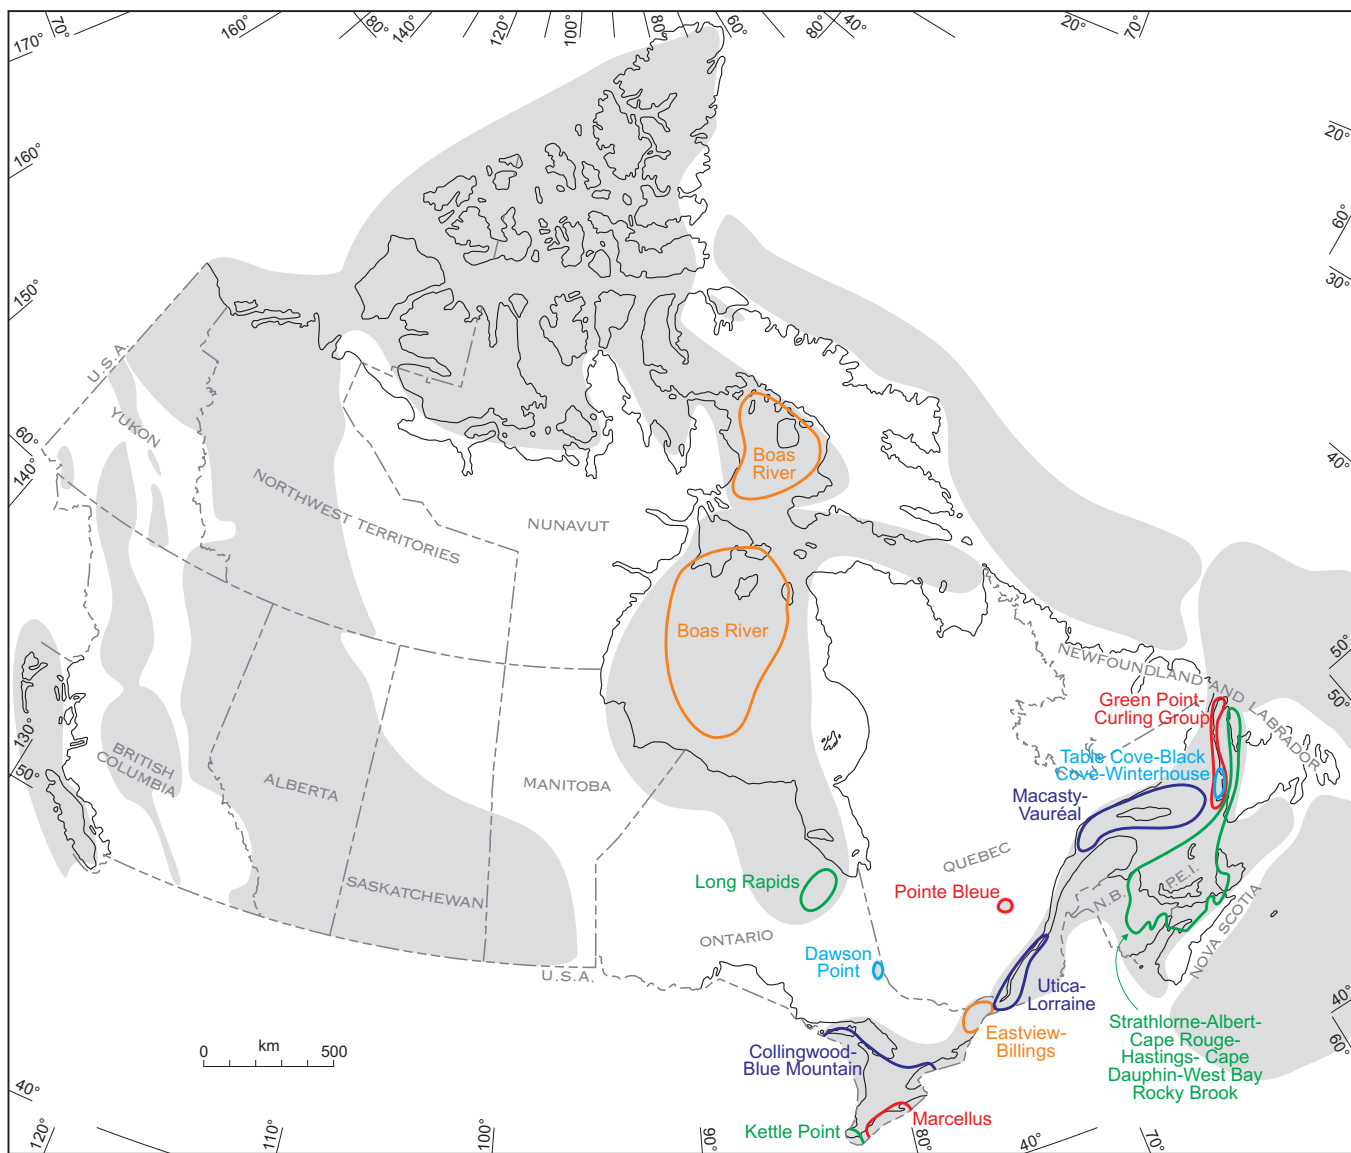 70°
160°
80°
140°
120°
100°
80°
60°
80°
40°
20°
70°
170°
160°
150°
60°
140°
130°
50°
40°
20°
60°
30°
40°
50°
50°
40°
60°
U.S.A.
YUKON
NORTHWEST TERRITORIES
NUNAVUT
Boas
River
Boas River
BRITISH
COLUMBIA
ALBERTA
SASKATCHEWAN
MANITOBA
ONTARIO
QUEBEC
NEWFOUNDLAND AND LABRADOR
N.B.
P.E.I.
NOVA SCOTIA
U.S.A.
Green Point-
Curling Group
Table Cove-Black
Cove-Winterhouse
Macasty-
Vauréal
Long Rapids
Pointe Bleue
Dawson
Point
Utica-
Lorraine
Eastview-
Billings
Collingwood-
Blue Mountain
Marcellus
Kettle Point
Strathlorne-Albert-
Cape Rouge-
Hastings- Cape
Dauphin-West Bay
Rocky Brook
0 km 500
120°
110°
100°
90°
80°
40°
70°